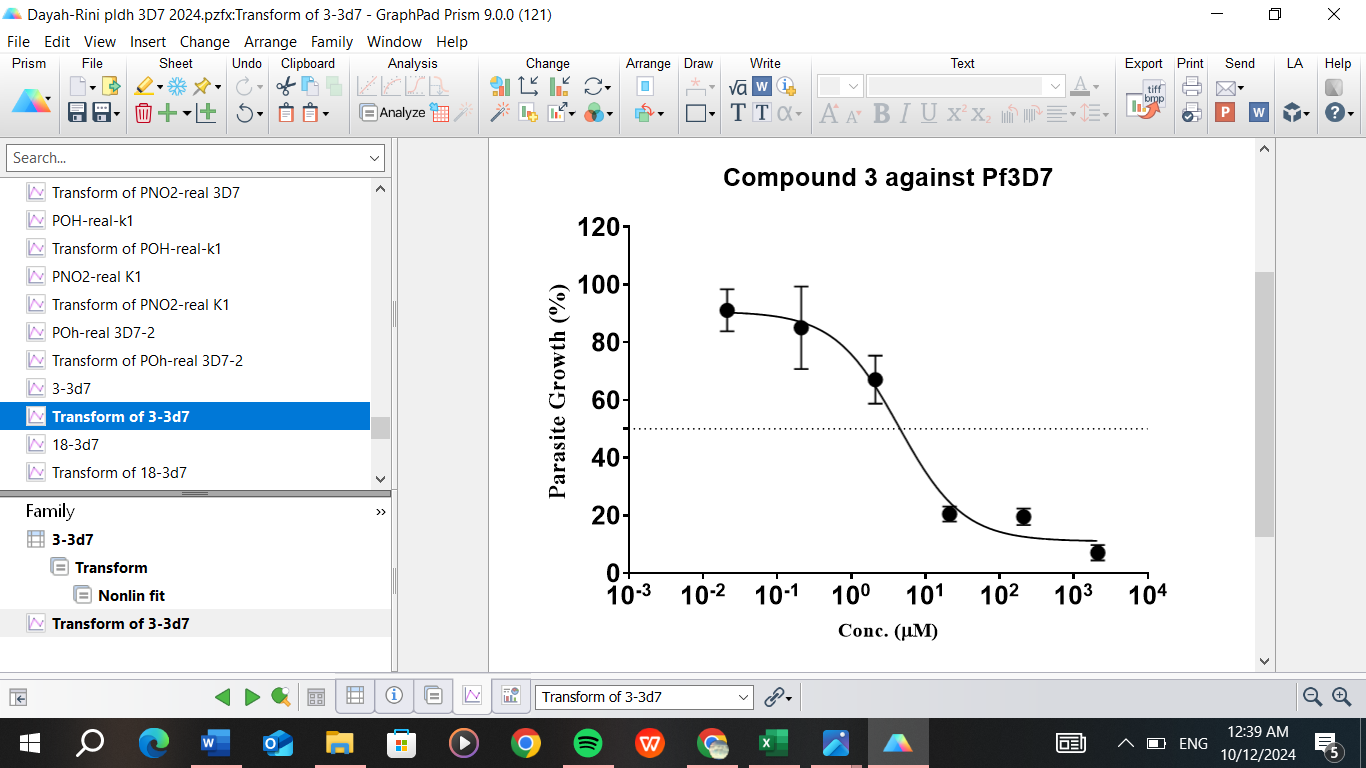 Dayah-Rini pldh 3D7 2024.pzfx:Transform of 3-3d7 - GraphPad Prism 9.0.0 (121)
File Edit View Insert Change Arrange Family Window Help
Prism File Sheet Undo Clipboard Analysis Change Arrange Draw Write Text Export Print Send LA Help
Analyze
tiff
bmp
Search...
Transform of PNO2-real 3D7
POH-real-k1
Transform of POH-real-k1
PNO2-real K1
Transform of PNO2-real K1
POh-real 3D7-2
Transform of POh-real 3D7-2
3-3d7
Transform of 3-3d7
18-3d7
Transform of 18-3d7
Family
3-3d7
Transform
Nonlin fit
Transform of 3-3d7
Compound 3 against Pf3D7
Parasite Growth (%)
120
100
80
60
40
20
0
10⁻³ 10⁻² 10⁻¹ 10⁰ 10¹ 10² 10³ 10⁴
Conc. (μM)
Transform of 3-3d7
ENG
12:39 AM
10/12/2024
5